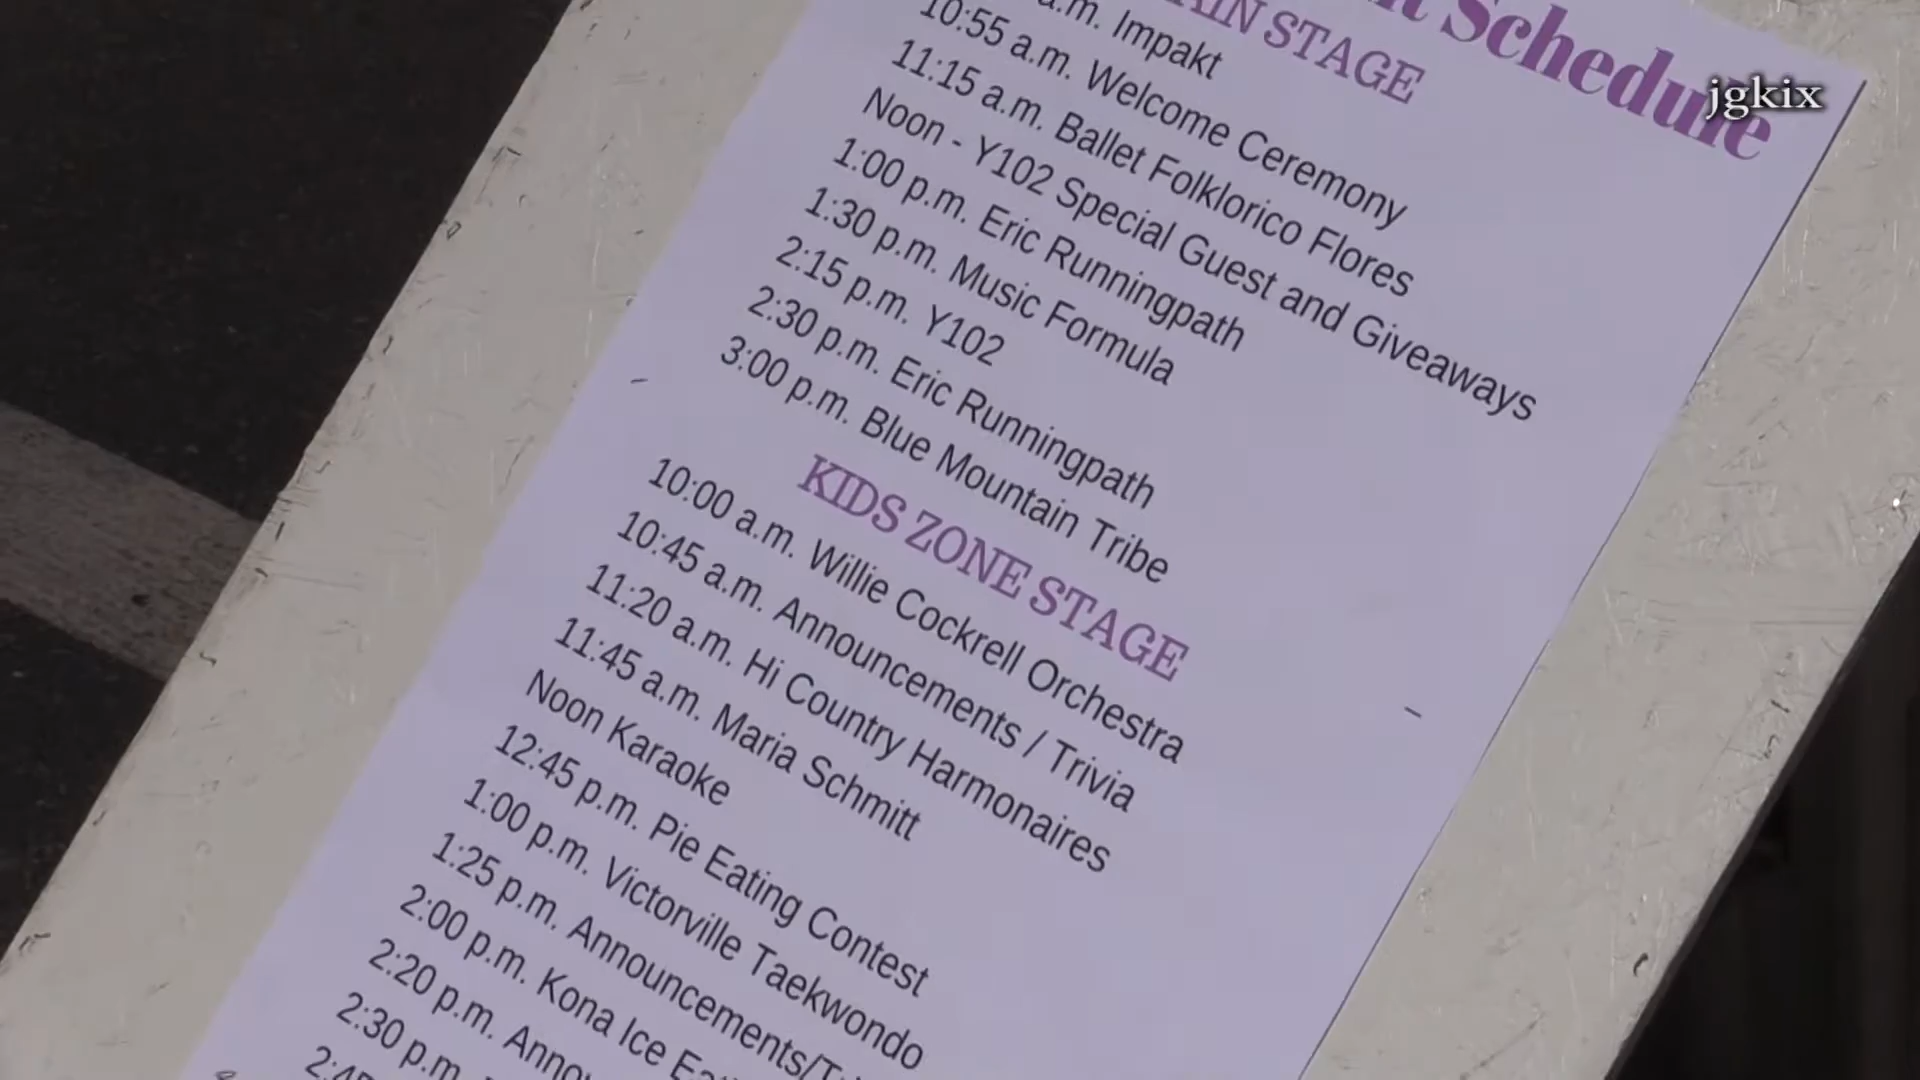 Schedule
STAGE
a.m. Impakt
10:55 a.m. Welcome Ceremony
11:15 a.m. Ballet Folklorico Flores
Noon - Y102 Special Guest and Giveaways
1:00 p.m. Eric Runningpath
1:30 p.m. Music Formula
2:15 p.m. Y102
2:30 p.m. Eric Runningpath
3:00 p.m. Blue Mountain Tribe
KIDS ZONE STAGE
10:00 a.m. Willie Cockrell Orchestra
10:45 a.m. Announcements / Trivia
11:20 a.m. Hi Country Harmonaires
11:45 a.m. Maria Schmitt
Noon Karaoke
12:45 p.m. Pie Eating Contest
1:00 p.m. Victorville Taekwondo
1:25 p.m. Announcements/
2:00 p.m. Kona Ice
2:20 p.m.
2:30 p.m.
jgkix